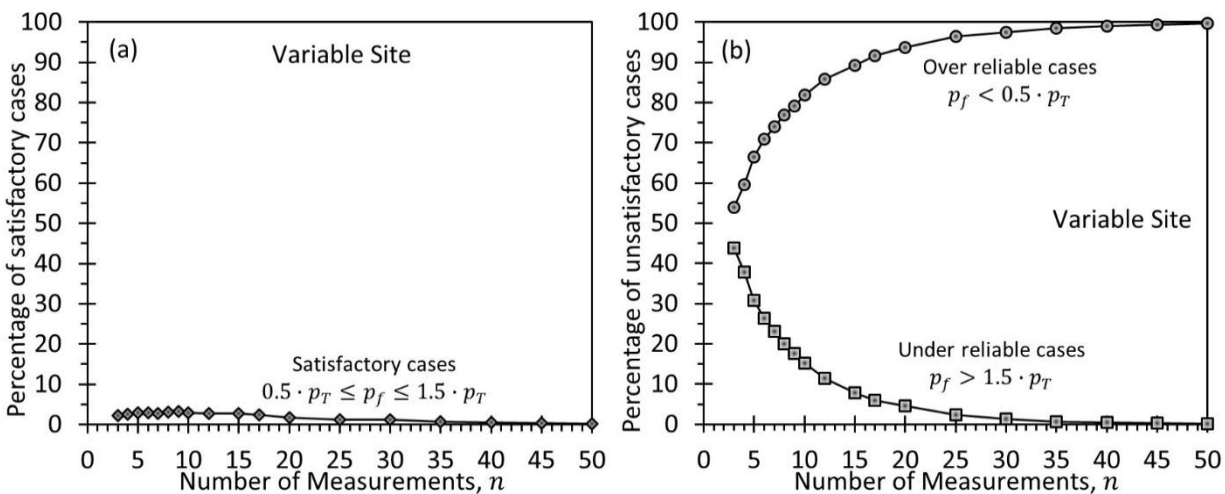 (a)
Variable Site
Percentage of satisfactory cases
100
90
80
70
60
50
40
30
20
10
0
Satisfactory cases
0.5 · p_T ≤ p_f ≤ 1.5 · p_T
0 5 10 15 20 25 30 35 40 45 50
Number of Measurements, n
(b)
Percentage of unsatisfactory cases
100
90
80
70
60
50
40
30
20
10
0
Over reliable cases
p_f < 0.5 · p_T
Variable Site
Under reliable cases
p_f > 1.5 · p_T
0 5 10 15 20 25 30 35 40 45 50
Number of Measurements, n